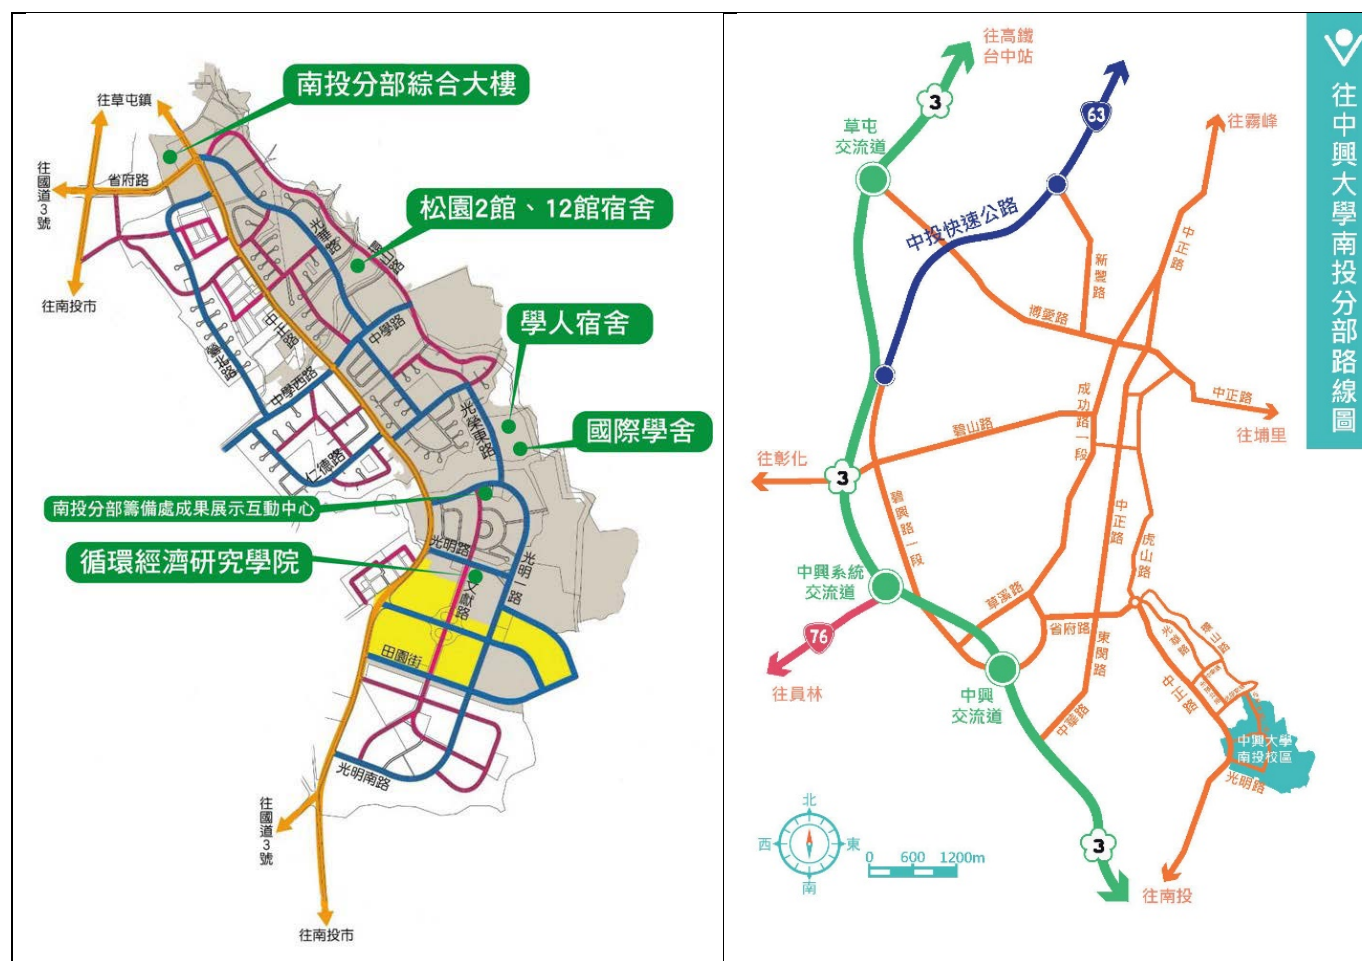 南投分部綜合大樓
往草屯鎮
往國道3號
省府路
松園2館、12館宿舍
光華路
往南投市
中正路
中學路
學人宿舍
中學西路
光榮東路
國際學舍
仁德路
南投分部籌備處成果展示互動中心
光明路
光明一路
循環經濟研究學院
文獻路
田園街
光明南路
往國道3號
往南投市
往中興大學南投分部路線圖
往高鐵
台中站
3
63
草屯
交流道
往霧峰
中投快速公路
中正路
新豐路
博愛路
中正路
往埔里
成功路一段
碧山路
往彰化
3
碧興路一段
中正路
虎山路
中興系統
交流道
草溪路
省府路
76
往員林
東閔路
光華路
中正路
中興
交流道
中華路
中興大學
南投校區
光明路
北
西
東
南
0 600 1200m
3
往南投